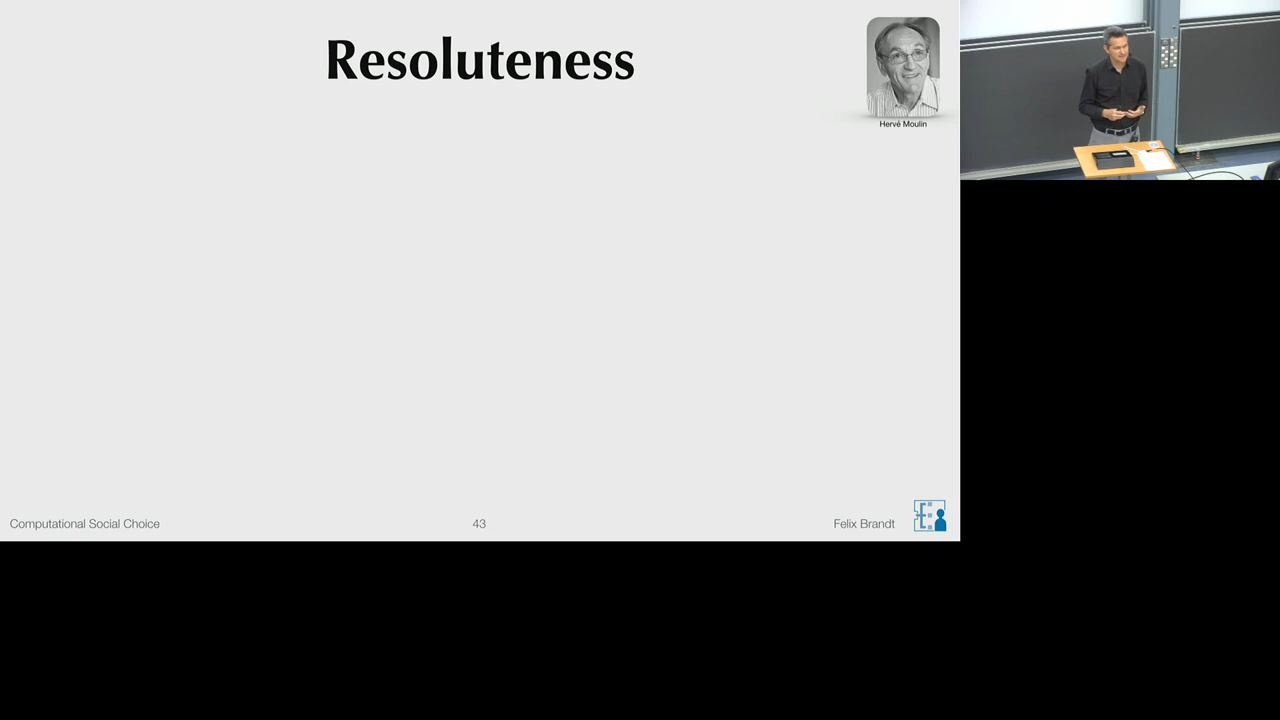 Resoluteness
Hervé Moulin
Computational Social Choice
43
Felix Brandt